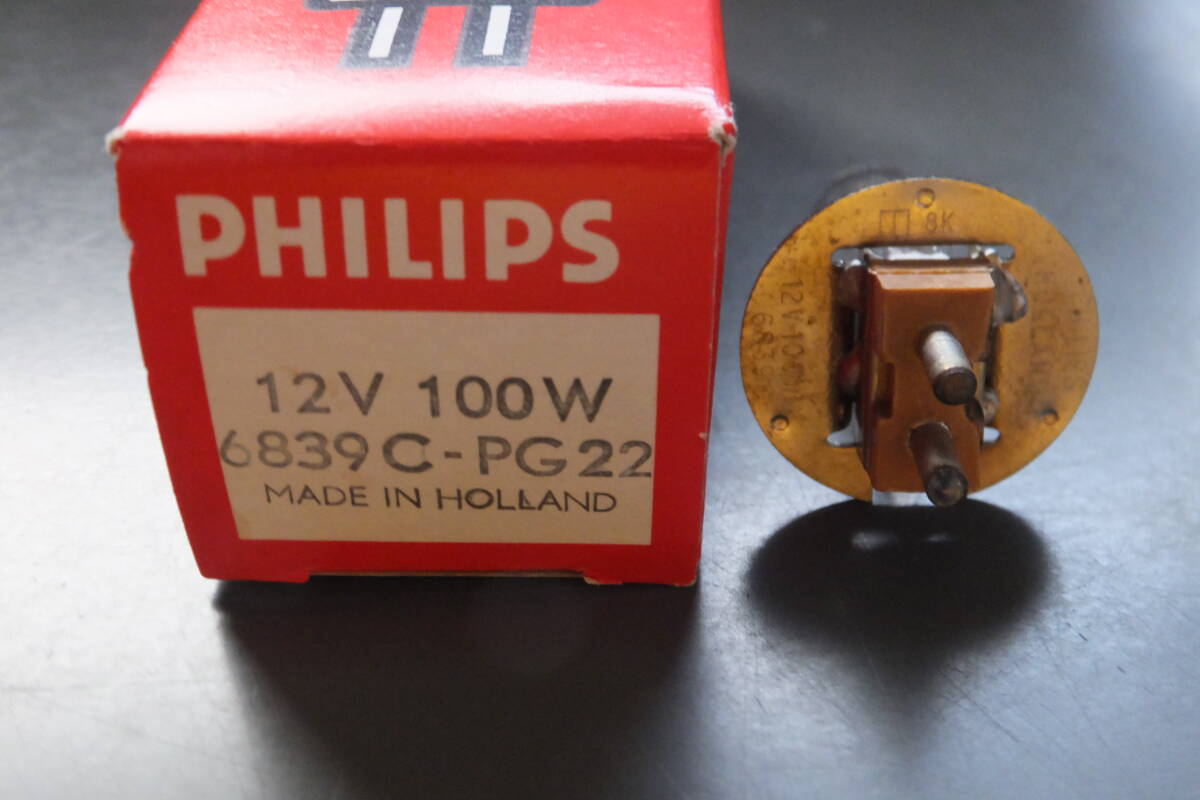 PHILIPS
12V 100W
6839C-PG22
MADE IN HOLLAND
8K